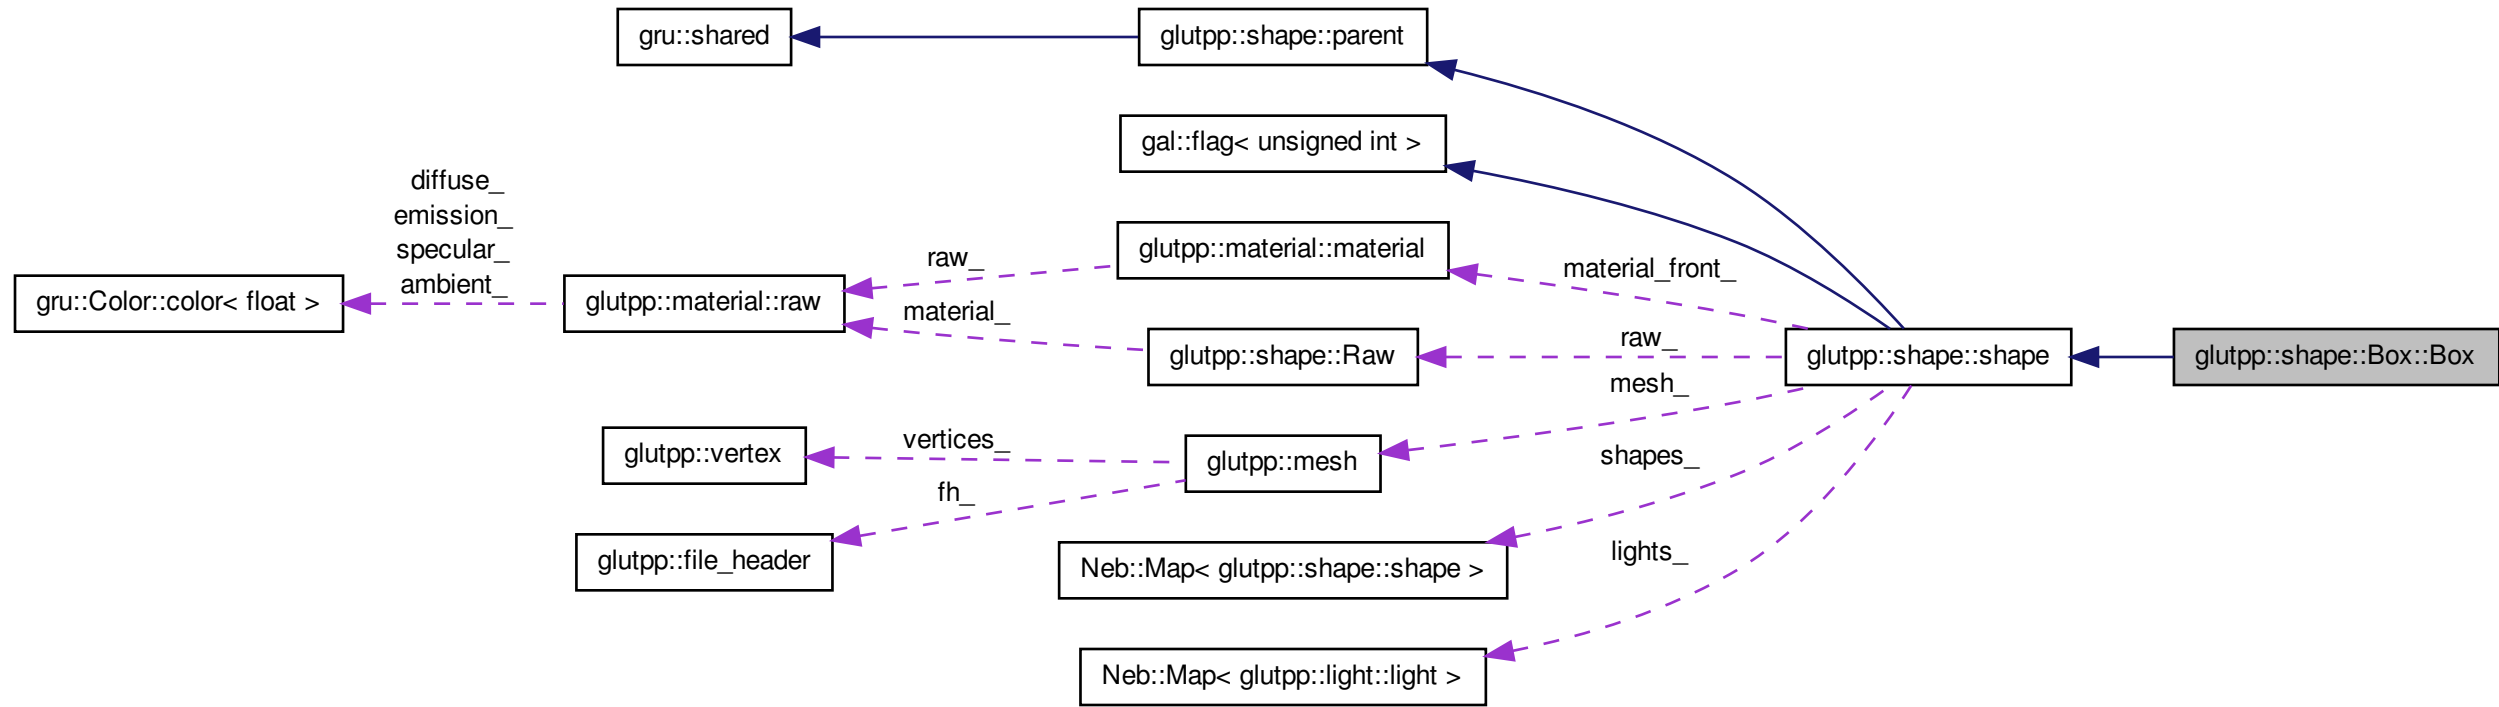 gru::shared
glutpp::shape::parent
gal::flag< unsigned int >
diffuse_
emission_
specular_
ambient_
gru::Color::color< float >
glutpp::material::raw
raw_
material_
glutpp::material::material
glutpp::shape::Raw
material_front_
raw_
mesh_
shapes_
lights_
glutpp::shape::shape
glutpp::shape::Box::Box
glutpp::vertex
vertices_
glutpp::mesh
fh_
glutpp::file_header
Neb::Map< glutpp::shape::shape >
Neb::Map< glutpp::light::light >